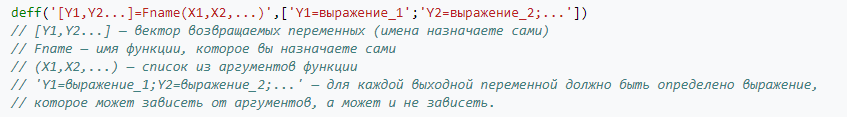 deff('[Y1,Y2...]=Fname(X1,X2,...)',['Y1=выражение_1';'Y2=выражение_2;...'])
// [Y1,Y2...] — вектор возвращаемых переменных (имена назначаете сами)
// Fname — имя функции, которое вы назначаете сами
// (X1,X2,...) — список из аргументов функции
// 'Y1=выражение_1;Y2=выражение_2;...' — для каждой выходной переменной должно быть определено выражение,
// которое может зависеть от аргументов, а может и не зависеть.